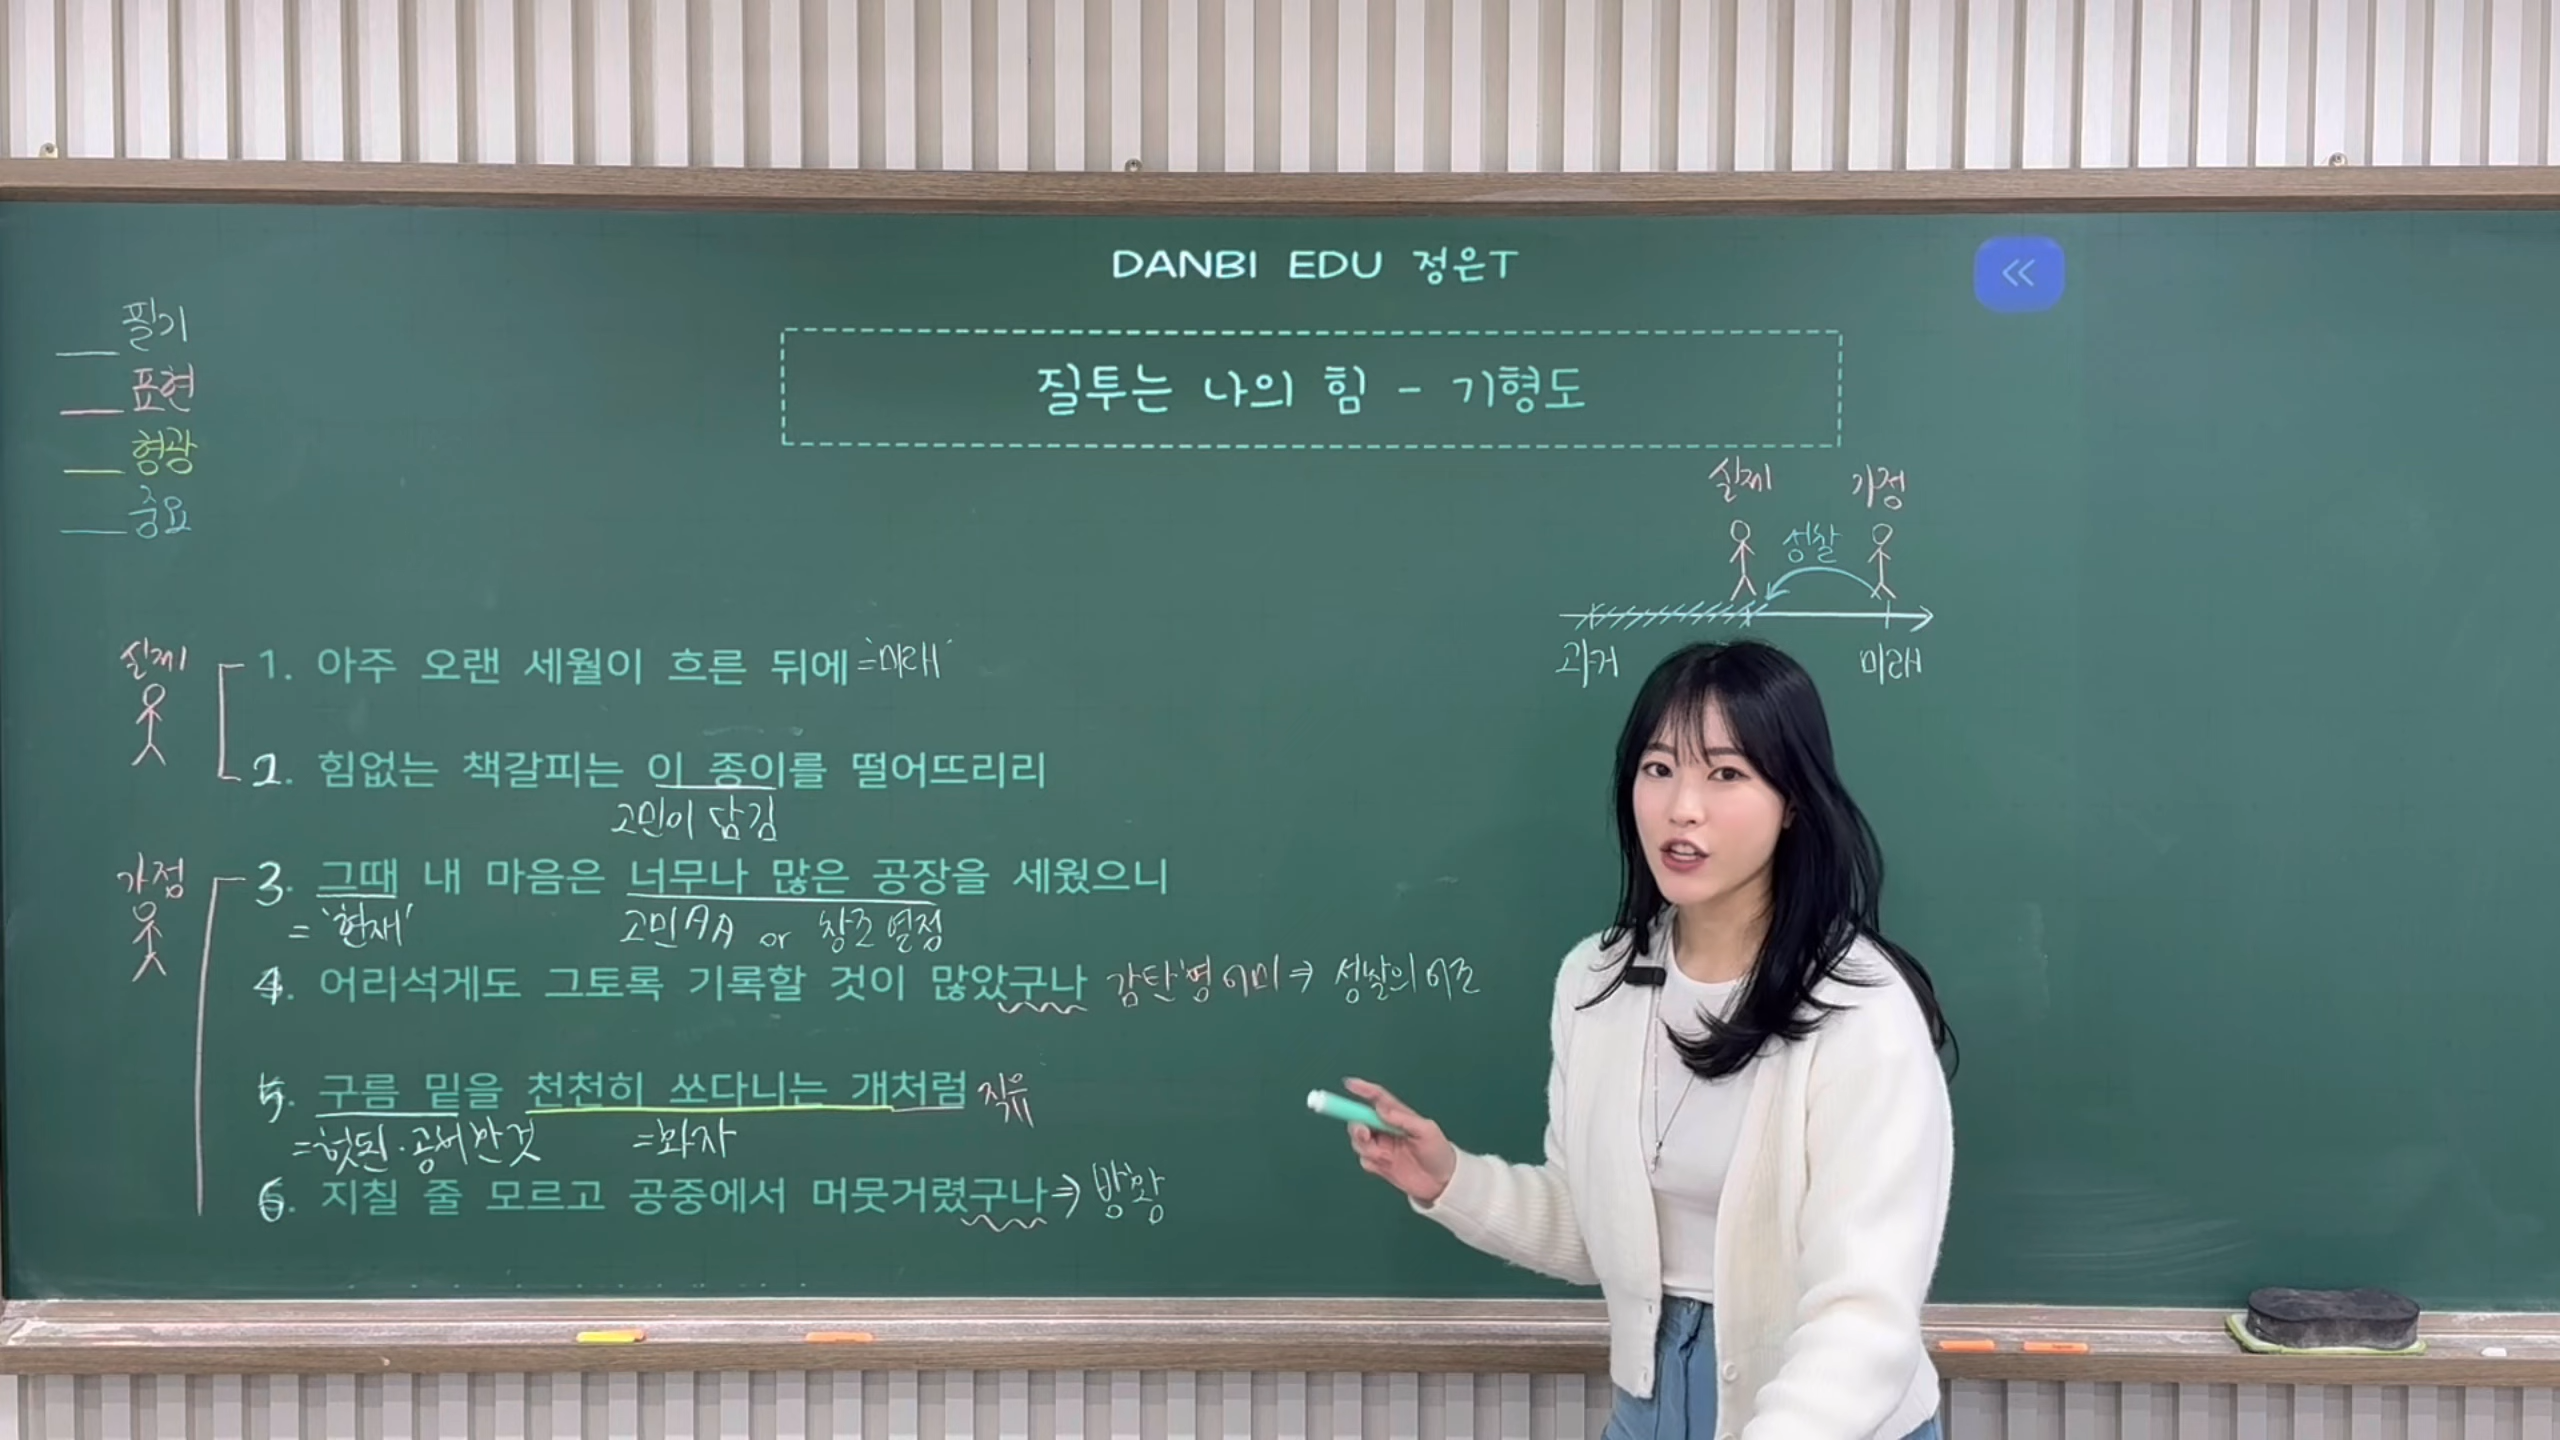 DANBI EDU 정은T
질투는 나의 힘 - 기형도
필기
표현
형광
중요
실제 가정
성찰
과거 미래
실제
1. 아주 오랜 세월이 흐른 뒤에 ='미래'
2. 힘없는 책갈피는 이 종이를 떨어뜨리리
고민이 담김
가정
3. 그때 내 마음은 너무나 많은 공장을 세웠으니
= '현재' 고민 or 창조 열정
4. 어리석게도 그토록 기록할 것이 많았구나 감탄형 어미 ⇒ 성찰의 어조
5. 구름 밑을 천천히 쏘다니는 개처럼 직유
=헛된·공허한 것 =화자
6. 지칠 줄 모르고 공중에서 머뭇거렸구나 ⇒ 방황